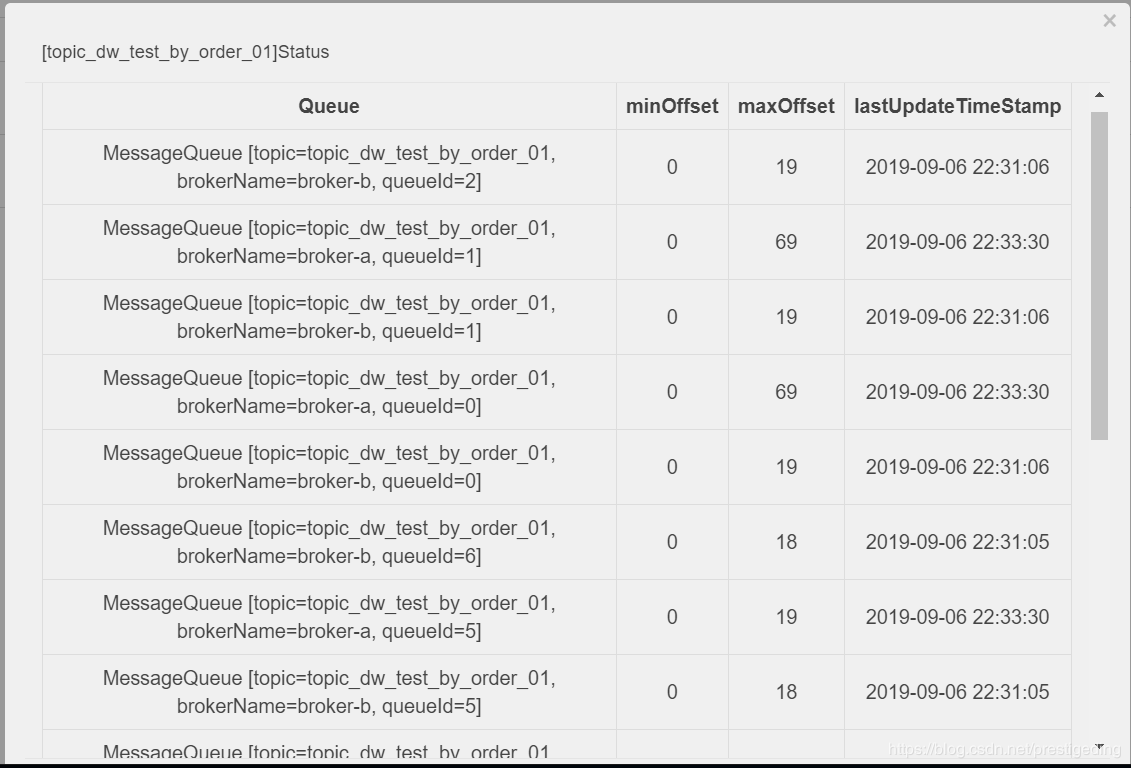 ×
[topic_dw_test_by_order_01]Status
Queue minOffset maxOffset lastUpdateTimeStamp
MessageQueue [topic=topic_dw_test_by_order_01,
brokerName=broker-b, queueId=2] 0 19 2019-09-06 22:31:06
MessageQueue [topic=topic_dw_test_by_order_01,
brokerName=broker-a, queueId=1] 0 69 2019-09-06 22:33:30
MessageQueue [topic=topic_dw_test_by_order_01,
brokerName=broker-b, queueId=1] 0 19 2019-09-06 22:31:06
MessageQueue [topic=topic_dw_test_by_order_01,
brokerName=broker-a, queueId=0] 0 69 2019-09-06 22:33:30
MessageQueue [topic=topic_dw_test_by_order_01,
brokerName=broker-b, queueId=0] 0 19 2019-09-06 22:31:06
MessageQueue [topic=topic_dw_test_by_order_01,
brokerName=broker-b, queueId=6] 0 18 2019-09-06 22:31:05
MessageQueue [topic=topic_dw_test_by_order_01,
brokerName=broker-a, queueId=5] 0 19 2019-09-06 22:33:30
MessageQueue [topic=topic_dw_test_by_order_01,
brokerName=broker-b, queueId=5] 0 18 2019-09-06 22:31:05
MessageQueue [topic=topic_dw_test_by_order_01
https://blog.csdn.net/prestigeding